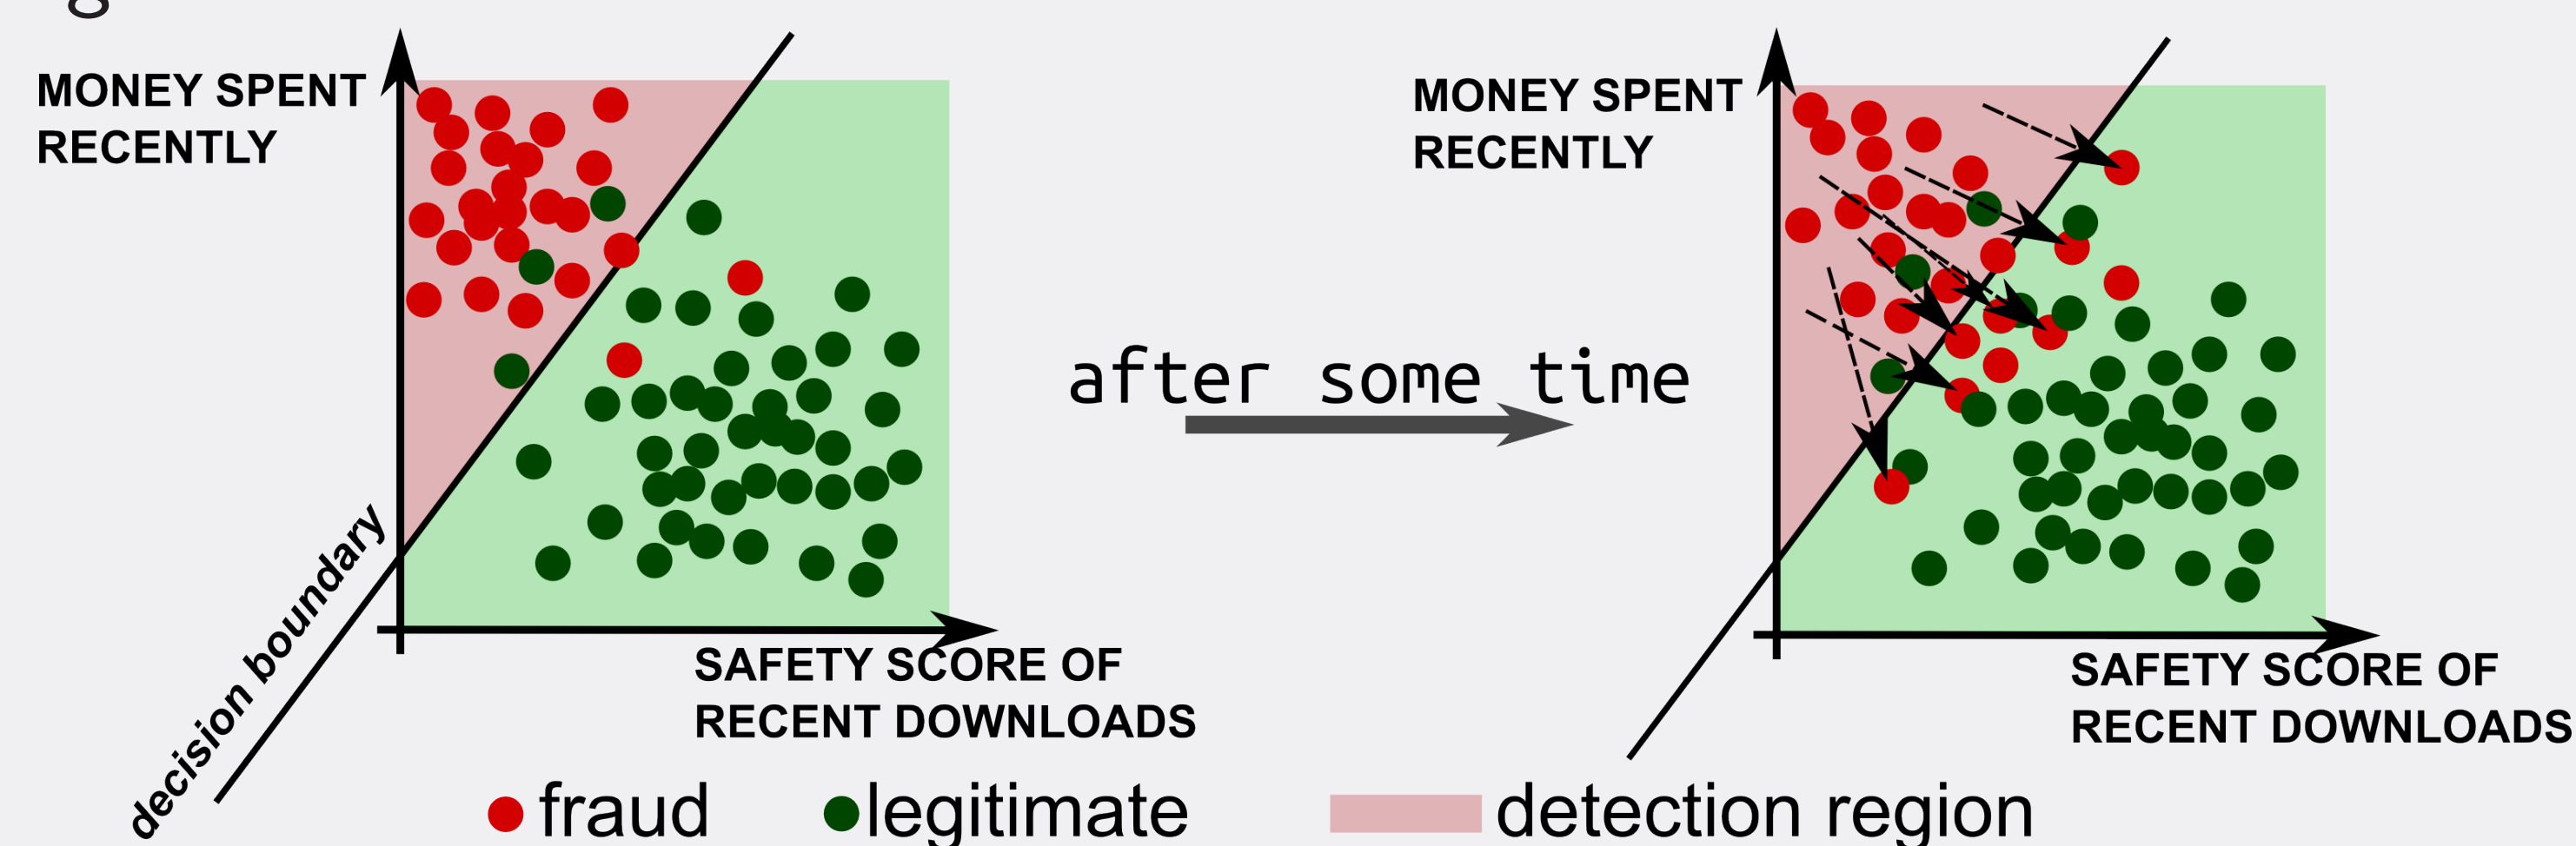 MONEY SPENT
RECENTLY
decision boundary
SAFETY SCORE OF
RECENT DOWNLOADS
after some time
MONEY SPENT
RECENTLY
SAFETY SCORE OF
RECENT DOWNLOADS
fraud
legitimate
detection region